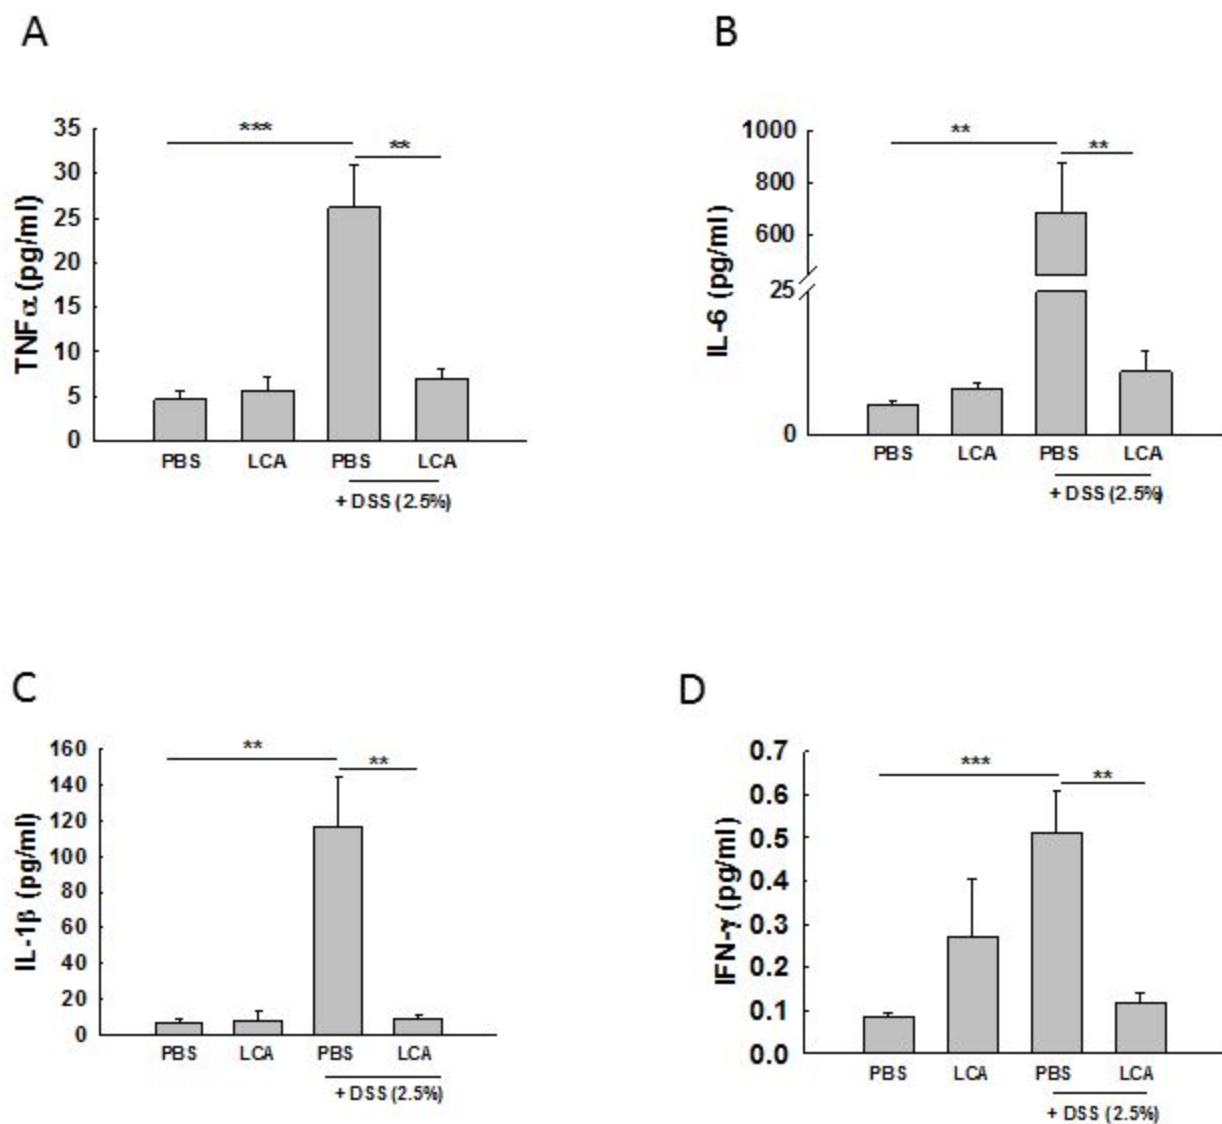 A
TNFα (pg/ml)
35
30
25
20
15
10
5
0
***
**
PBS LCA PBS LCA
+ DSS (2.5%)
B
IL-6 (pg/ml)
1000
800
600
25
0
**
**
PBS LCA PBS LCA
+ DSS (2.5%)
C
IL-1β (pg/ml)
160
140
120
100
80
60
40
20
0
**
**
PBS LCA PBS LCA
+ DSS (2.5%)
D
IFN-γ (pg/ml)
0.7
0.6
0.5
0.4
0.3
0.2
0.1
0.0
***
**
PBS LCA PBS LCA
+ DSS (2.5%)